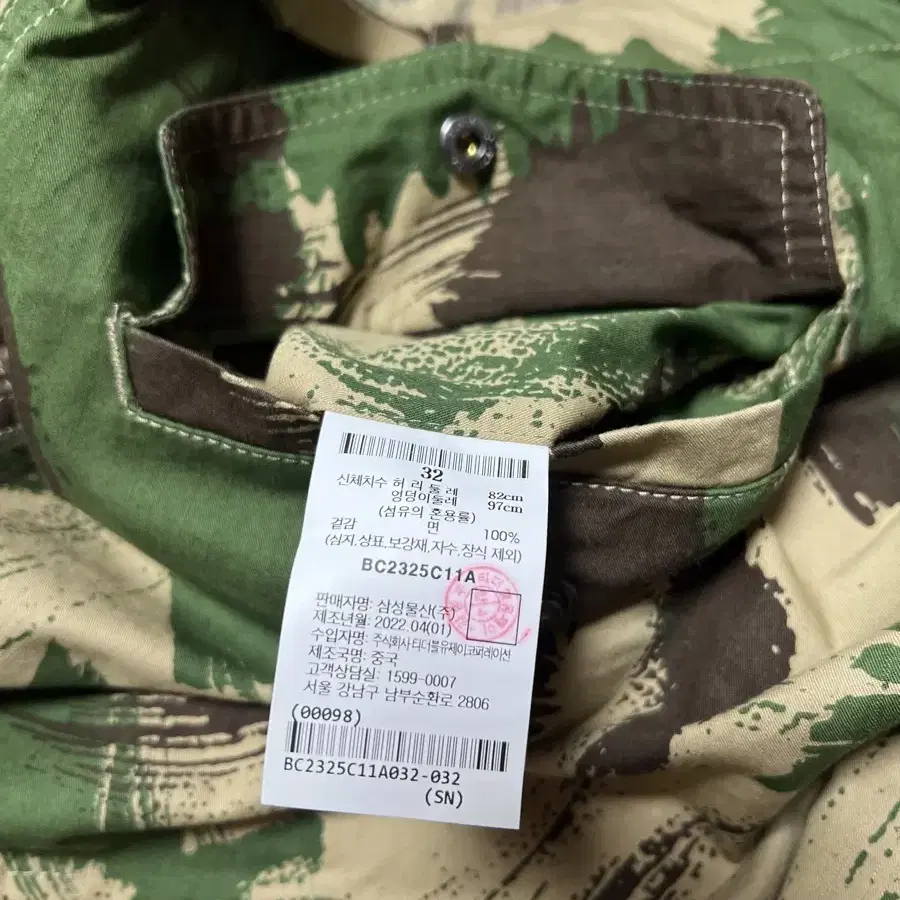 32
신체치수 허 리 둘 레 82cm
엉덩이둘레 97cm
(섬유의 혼용률)
겉감 면 100%
(심지,상표,보강재,자수,장식 제외)
BC2325C11A
판매자명: 삼성물산(주)
제조년월: 2022.04(01)
수입자명: 주식회사티더블유제이코퍼레이션
제조국명: 중국
고객상담실: 1599-0007
서울 강남구 남부순환로 2806
(00098)
BC2325C11A032-032
(SN)